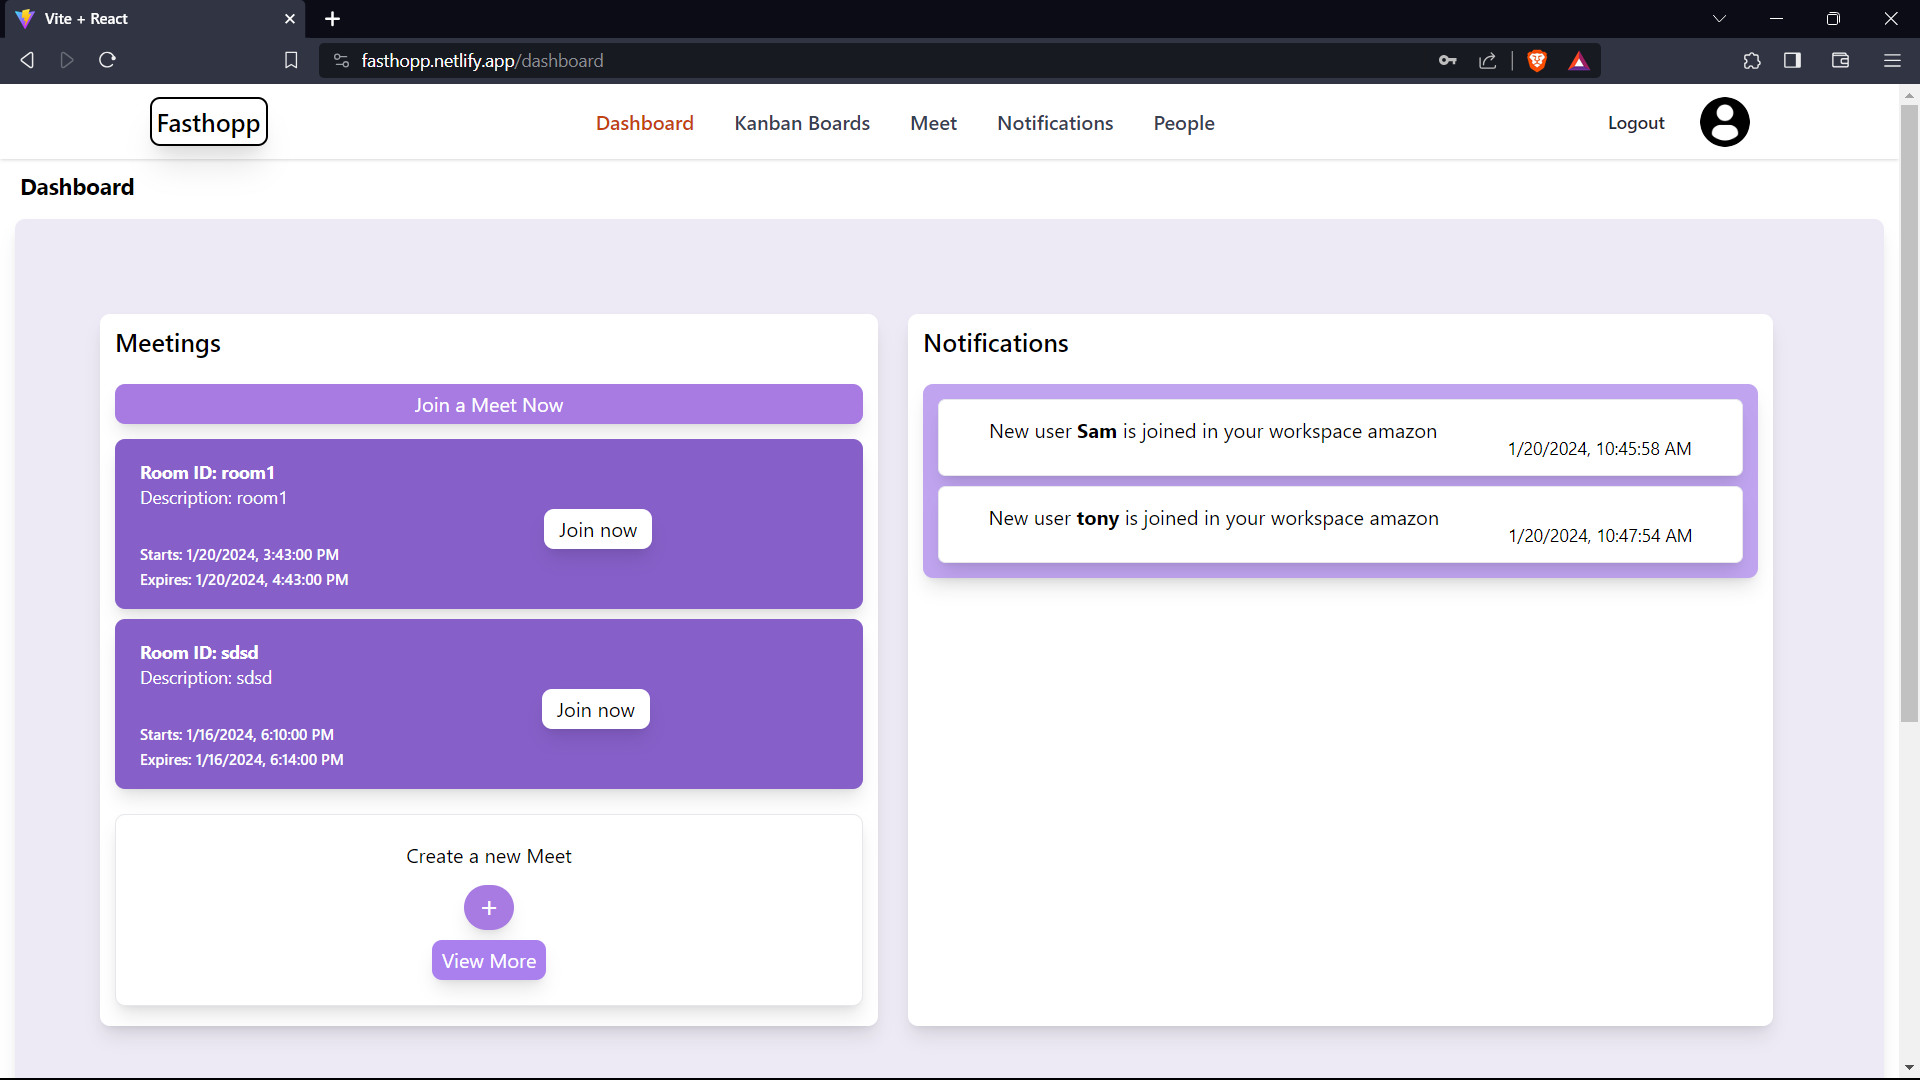 Vite + React
fasthopp.netlify.app/dashboard
Fasthopp
Dashboard
Kanban Boards
Meet
Notifications
People
Logout
Dashboard
Meetings
Join a Meet Now
Room ID: room1
Description: room1
Join now
Starts: 1/20/2024, 3:43:00 PM
Expires: 1/20/2024, 4:43:00 PM
Room ID: sdsd
Description: sdsd
Join now
Starts: 1/16/2024, 6:10:00 PM
Expires: 1/16/2024, 6:14:00 PM
Create a new Meet
+
View More
Notifications
New user Sam is joined in your workspace amazon
1/20/2024, 10:45:58 AM
New user tony is joined in your workspace amazon
1/20/2024, 10:47:54 AM